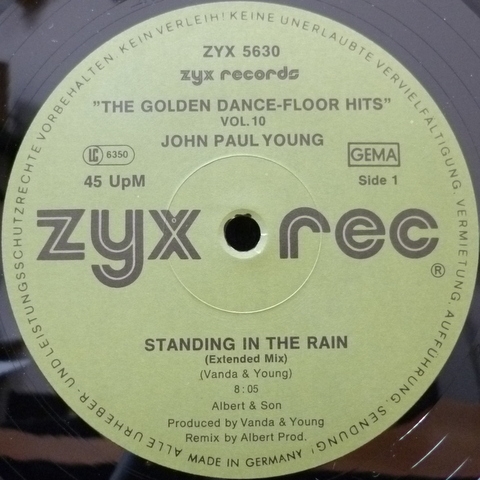 ALLE URHEBER- UND LEISTUNGSSCHUTZRECHTE VORBEHALTEN. KEIN VERLEIH! KEINE UNERLAUBTE VERVIELFÄLTIGUNG, VERMIETUNG, AUFFÜHRUNG, SENDUNG!
ZYX 5630
zyx records
"THE GOLDEN DANCE-FLOOR HITS"
VOL. 10
JOHN PAUL YOUNG
LC 6350
GEMA
45 UpM
Side 1
zyx rec
®
STANDING IN THE RAIN
(Extended Mix)
(Vanda & Young)
8:05
Albert & Son
Produced by Vanda & Young
Remix by Albert Prod.
MADE IN GERMANY